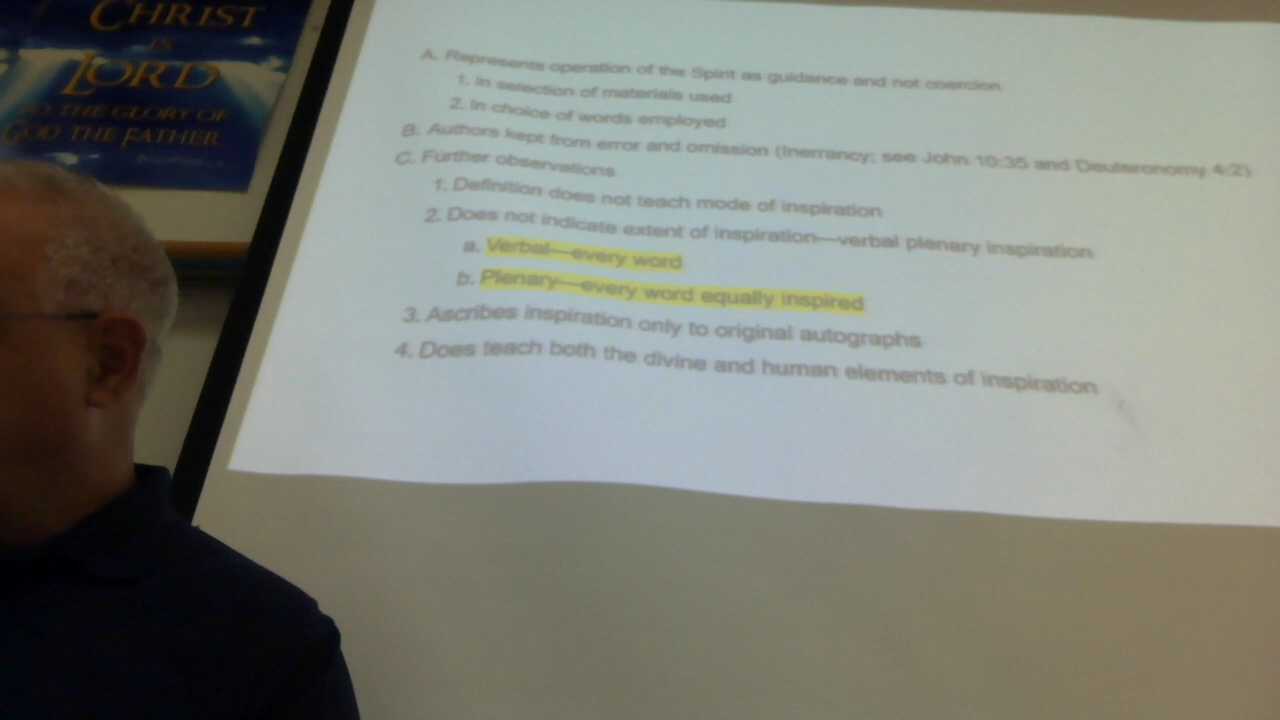 CHRIST
IS
LORD
TO THE GLORY OF
GOD THE FATHER
A. Represents operation of the Spirit as guidance and not coercion
1. In selection of materials used
2. In choice of words employed
B. Authors kept from error and omission (Inerrancy; see John 10:35 and Deuteronomy 4:2)
C. Further observations
1. Definition does not teach mode of inspiration
2. Does not indicate extent of inspiration—verbal plenary inspiration
a. Verbal—every word
b. Plenary—every word equally inspired
3. Ascribes inspiration only to original autographs
4. Does teach both the divine and human elements of inspiration